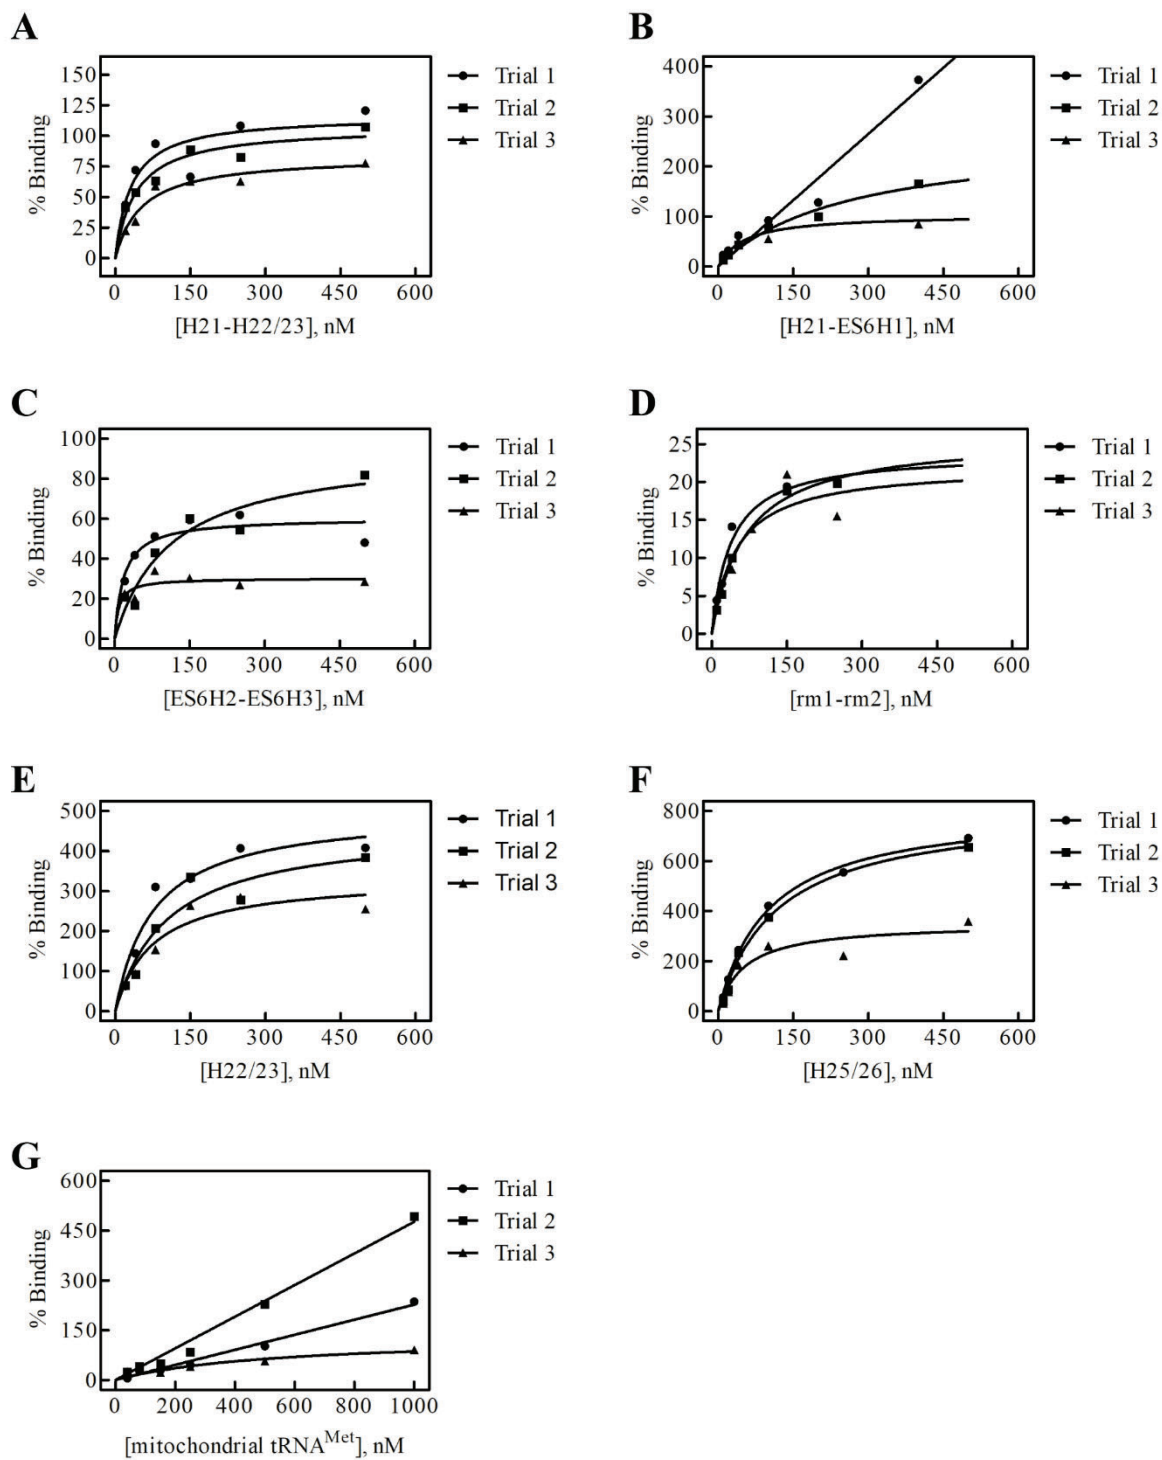 A
% Binding
150
125
100
75
50
25
0
0 150 300 450 600
[H21-H22/23], nM
Trial 1
Trial 2
Trial 3
B
% Binding
400
300
200
100
0
0 150 300 450 600
[H21-ES6H1], nM
Trial 1
Trial 2
Trial 3
C
% Binding
100
80
60
40
20
0
0 150 300 450 600
[ES6H2-ES6H3], nM
Trial 1
Trial 2
Trial 3
D
% Binding
25
20
15
10
5
0
0 150 300 450 600
[rm1-rm2], nM
Trial 1
Trial 2
Trial 3
E
% Binding
500
400
300
200
100
0
0 150 300 450 600
[H22/23], nM
Trial 1
Trial 2
Trial 3
F
% Binding
800
600
400
200
0
0 150 300 450 600
[H25/26], nM
Trial 1
Trial 2
Trial 3
G
% Binding
600
450
300
150
0
0 200 400 600 800 1000
[mitochondrial tRNA^Met], nM
Trial 1
Trial 2
Trial 3